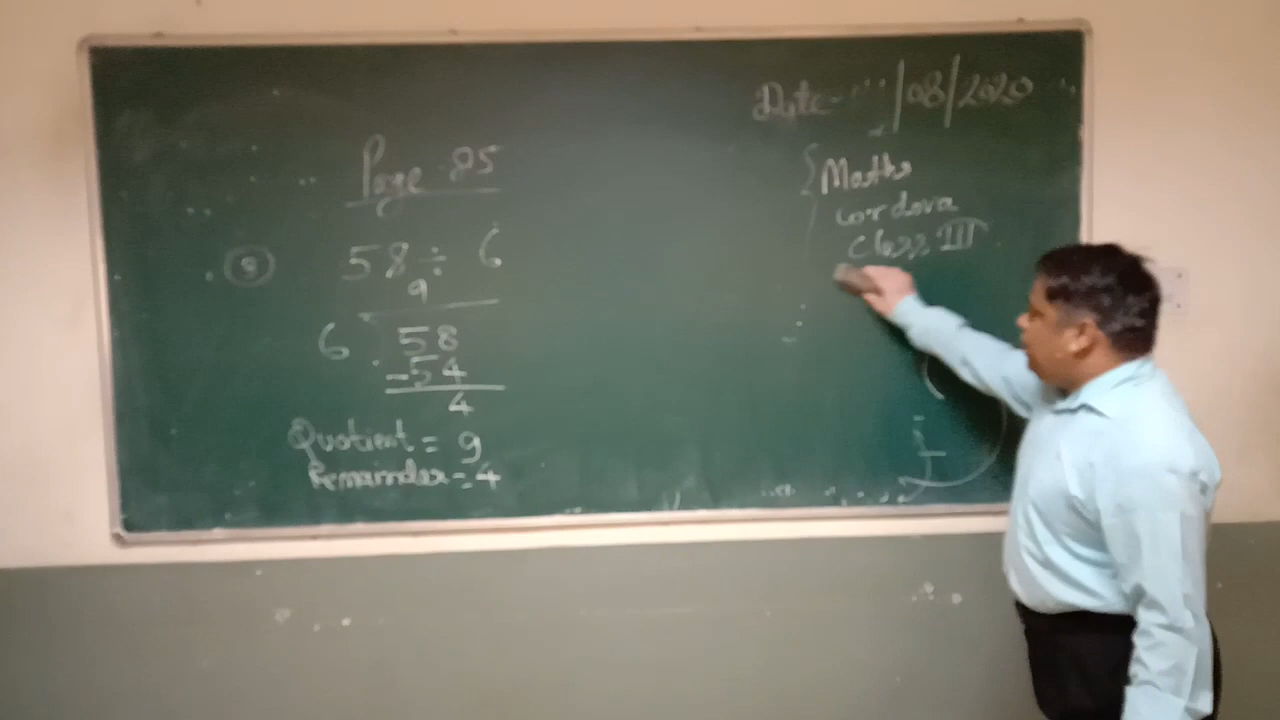 Page 85
58 ÷ 6
9
6 58
-54
4
Quotient = 9
Remainder = 4
Date- /08/2020
Maths
cordova
Class III